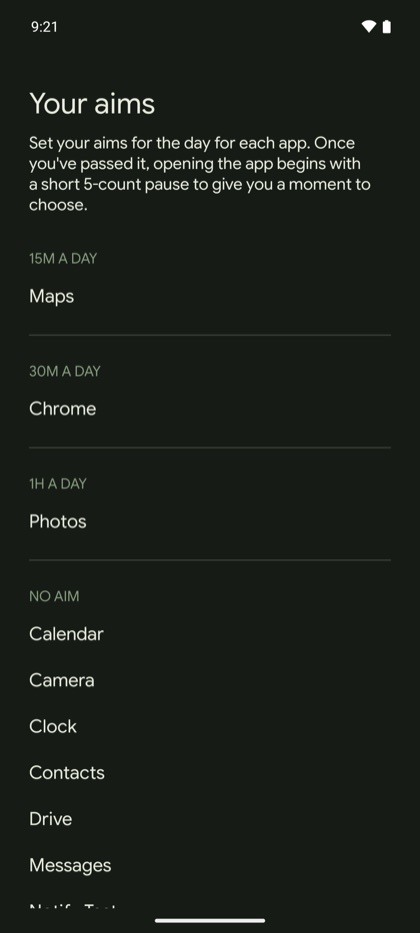 9:21
Your aims
Set your aims for the day for each app. Once
you've passed it, opening the app begins with
a short 5-count pause to give you a moment to
choose.
15M A DAY
Maps
30M A DAY
Chrome
1H A DAY
Photos
NO AIM
Calendar
Camera
Clock
Contacts
Drive
Messages